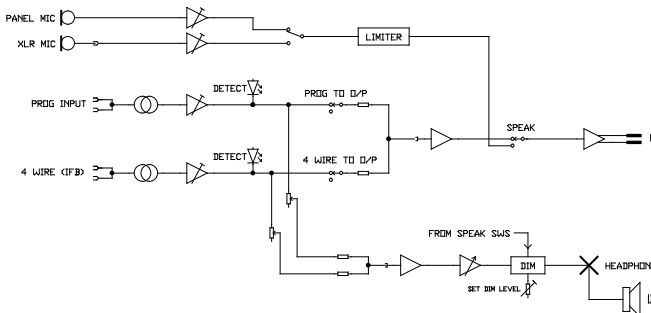 PANEL MIC
XLR MIC
LIMITER
DETECT
PROG TO O/P
PROG INPUT
SPEAK
DETECT
4 WIRE TO O/P
4 WIRE (IFB)
FROM SPEAK SWS
DIM
HEADPHON
SET DIM LEVEL